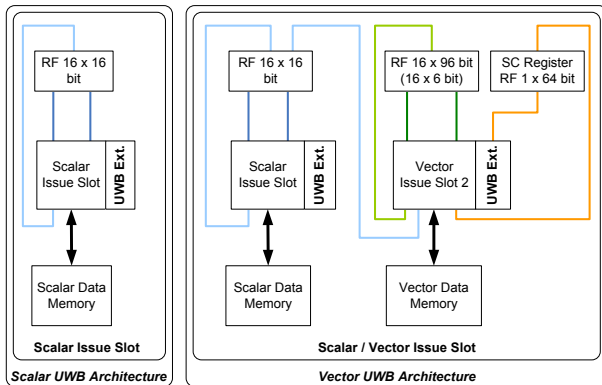 RF 16 x 16
bit
Scalar
Issue Slot
UWB Ext.
Scalar Data
Memory
Scalar Issue Slot
Scalar UWB Architecture
RF 16 x 16
bit
RF 16 x 96 bit
(16 x 6 bit)
SC Register
RF 1 x 64 bit
Scalar
Issue Slot
UWB Ext.
Vector
Issue Slot 2
UWB Ext.
Scalar Data
Memory
Vector Data
Memory
Scalar / Vector Issue Slot
Vector UWB Architecture